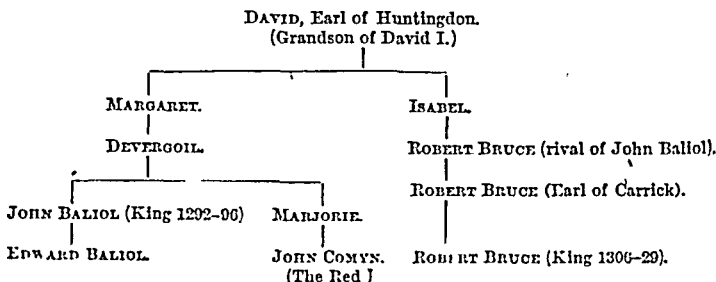 DAVID, Earl of Huntingdon.
(Grandson of David I.)
MARGARET. ISABEL.
DEVERGOIL. ROBERT BRUCE (rival of John Baliol).
ROBERT BRUCE (Earl of Carrick).
JOHN BALIOL (King 1292-96) MARJORIE.
EDWARD BALIOL. JOHN COMYN. ROBERT BRUCE (King 1306-29).
(The Red